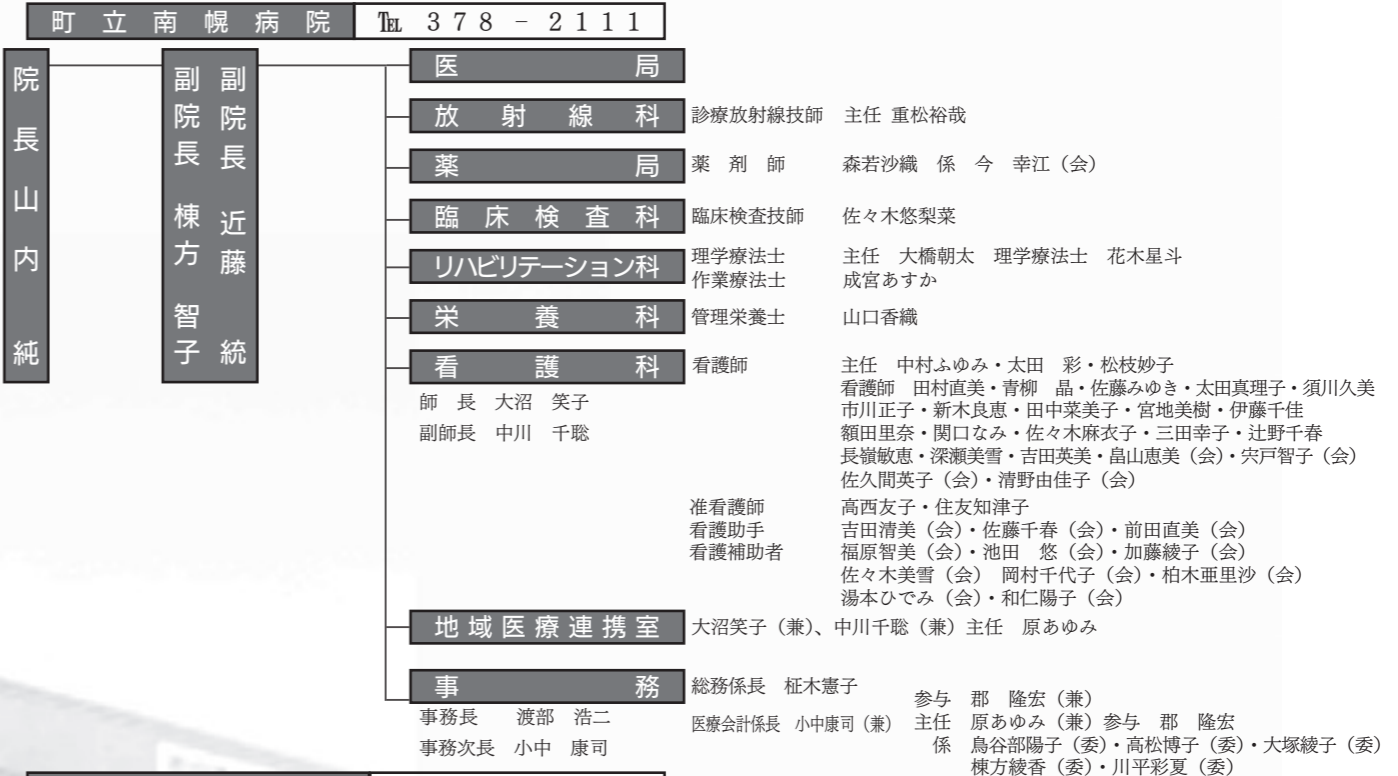 町立南幌病院 ℡ 378-2111
院長 山内 純
副院長 近藤 統
副院長 棟方 智子
医局
放射線科 診療放射線技師 主任 重松裕哉
薬局 薬剤師 森若沙織 係 今 幸江（会）
臨床検査科 臨床検査技師 佐々木悠梨菜
リハビリテーション科 理学療法士 主任 大橋朝太 理学療法士 花木星斗
作業療法士 成宮あすか
栄養科 管理栄養士 山口香織
看護科 看護師 主任 中村ふゆみ・太田 彩・松枝妙子
師長 大沼 笑子
副師長 中川 千聡
看護師 田村直美・青柳 晶・佐藤みゆき・太田真理子・須川久美
市川正子・新木良恵・田中菜美子・宮地美樹・伊藤千佳
額田里奈・関口なみ・佐々木麻衣子・三田幸子・辻野千春
長嶺敏恵・深瀬美雪・吉田英美・畠山恵美（会）・宍戸智子（会）
佐久間英子（会）・清野由佳子（会）
准看護師 高西友子・住友知津子
看護助手 吉田清美（会）・佐藤千春（会）・前田直美（会）
看護補助者 福原智美（会）・池田 悠（会）・加藤綾子（会）
佐々木美雪（会） 岡村千代子（会）・柏木亜里沙（会）
湯本ひでみ（会）・和仁陽子（会）
地域医療連携室 大沼笑子（兼）、中川千聡（兼）主任 原あゆみ
事務 総務係長 柾木憲子
事務長 渡部 浩二
事務次長 小中 康司
参与 郡 隆宏（兼）
医療会計係長 小中康司（兼） 主任 原あゆみ（兼）参与 郡 隆宏
係 鳥谷部陽子（委）・高松博子（委）・大塚綾子（委）
棟方綾香（委）・川平彩夏（委）